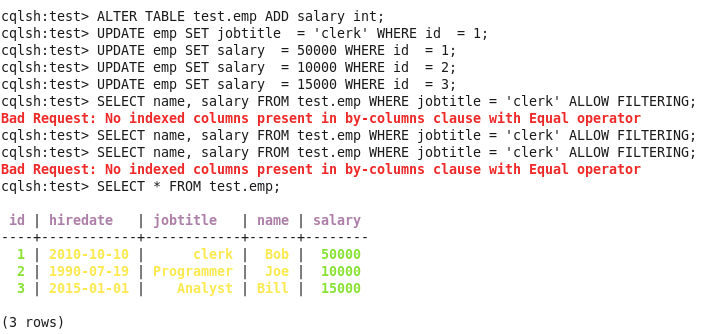 cqlsh:test> ALTER TABLE test.emp ADD salary int;
cqlsh:test> UPDATE emp SET jobtitle  = 'clerk' WHERE id  = 1;
cqlsh:test> UPDATE emp SET salary  = 50000 WHERE id  = 1;
cqlsh:test> UPDATE emp SET salary  = 10000 WHERE id  = 2;
cqlsh:test> UPDATE emp SET salary  = 15000 WHERE id  = 3;
cqlsh:test> SELECT name, salary FROM test.emp WHERE jobtitle = 'clerk' ALLOW FILTERING;
Bad Request: No indexed columns present in by-columns clause with Equal operator
cqlsh:test> SELECT name, salary FROM test.emp WHERE jobtitle = 'clerk' ALLOW FILTERING;
cqlsh:test> SELECT name, salary FROM test.emp WHERE jobtitle = 'clerk' ALLOW FILTERING;
Bad Request: No indexed columns present in by-columns clause with Equal operator
cqlsh:test> SELECT * FROM test.emp;
 id | hiredate   | jobtitle   | name | salary
----+------------+------------+------+--------
  1 | 2010-10-10 |      clerk |  Bob |  50000
  2 | 1990-07-19 | Programmer |  Joe |  10000
  3 | 2015-01-01 |    Analyst | Bill |  15000
(3 rows)